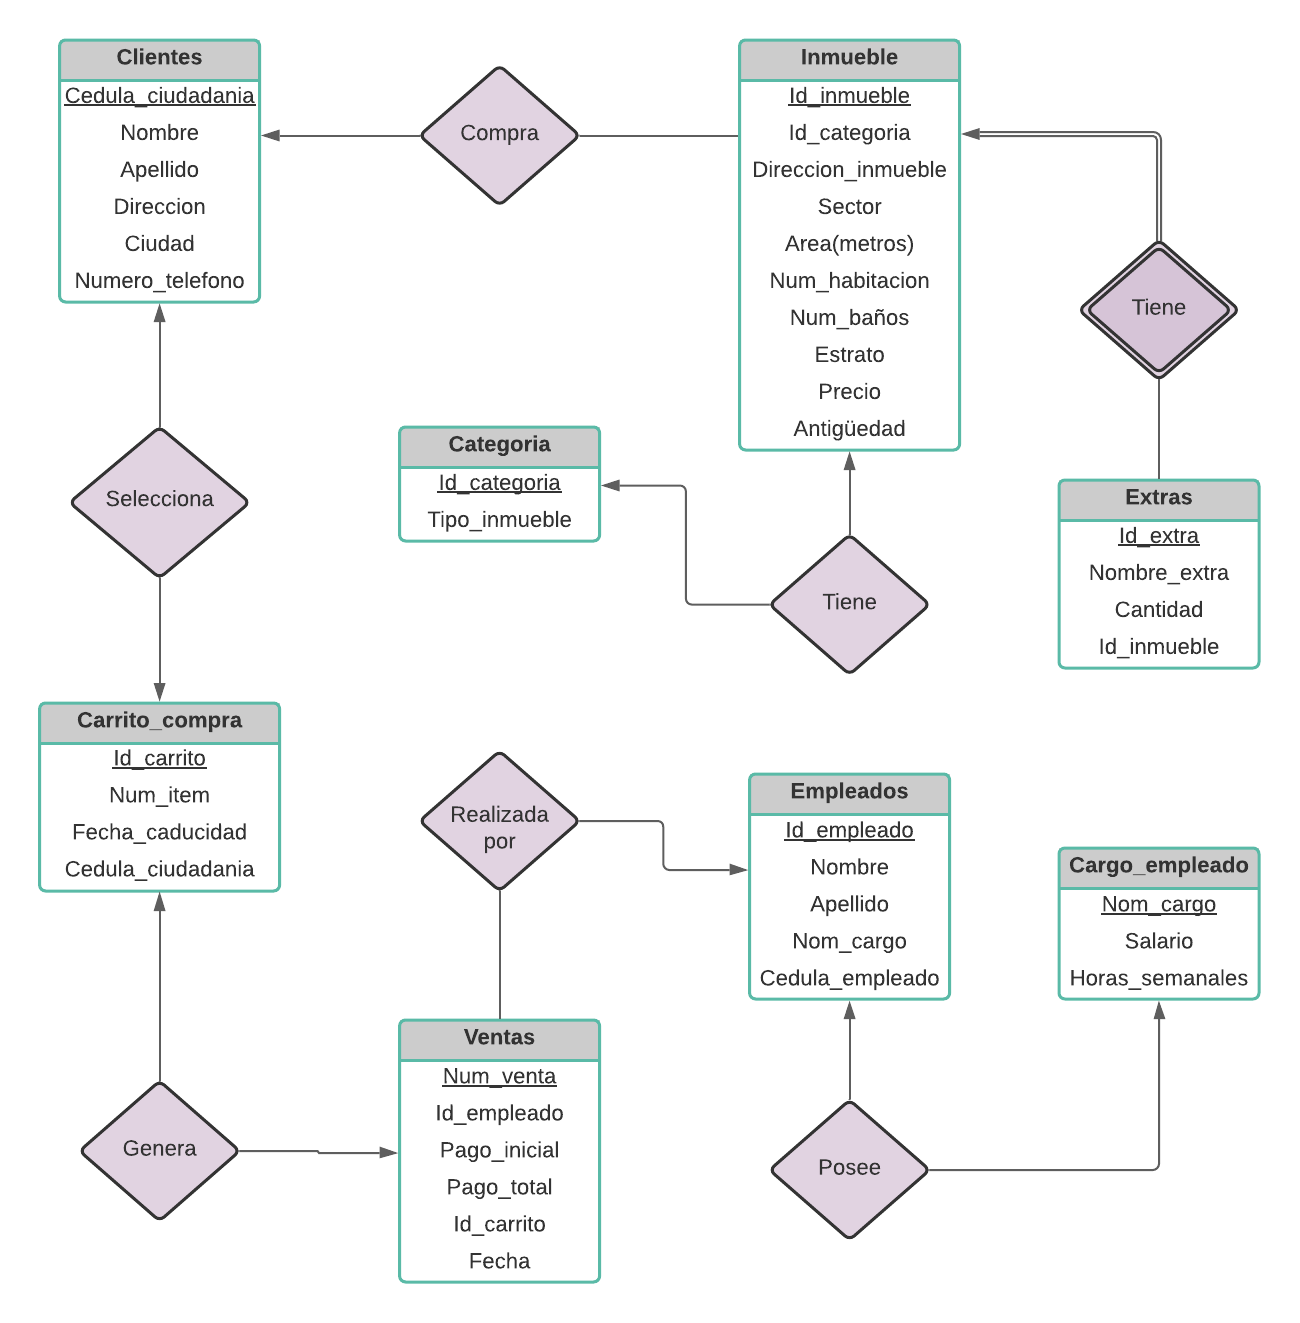 Clientes
Cedula_ciudadania
Nombre
Apellido
Direccion
Ciudad
Numero_telefono
Compra
Inmueble
Id_inmueble
Id_categoria
Direccion_inmueble
Sector
Area(metros)
Num_habitacion
Num_baños
Estrato
Precio
Antigüedad
Tiene
Selecciona
Categoria
Id_categoria
Tipo_inmueble
Tiene
Extras
Id_extra
Nombre_extra
Cantidad
Id_inmueble
Carrito_compra
Id_carrito
Num_item
Fecha_caducidad
Cedula_ciudadania
Realizada
por
Empleados
Id_empleado
Nombre
Apellido
Nom_cargo
Cedula_empleado
Cargo_empleado
Nom_cargo
Salario
Horas_semanales
Genera
Ventas
Num_venta
Id_empleado
Pago_inicial
Pago_total
Id_carrito
Fecha
Posee